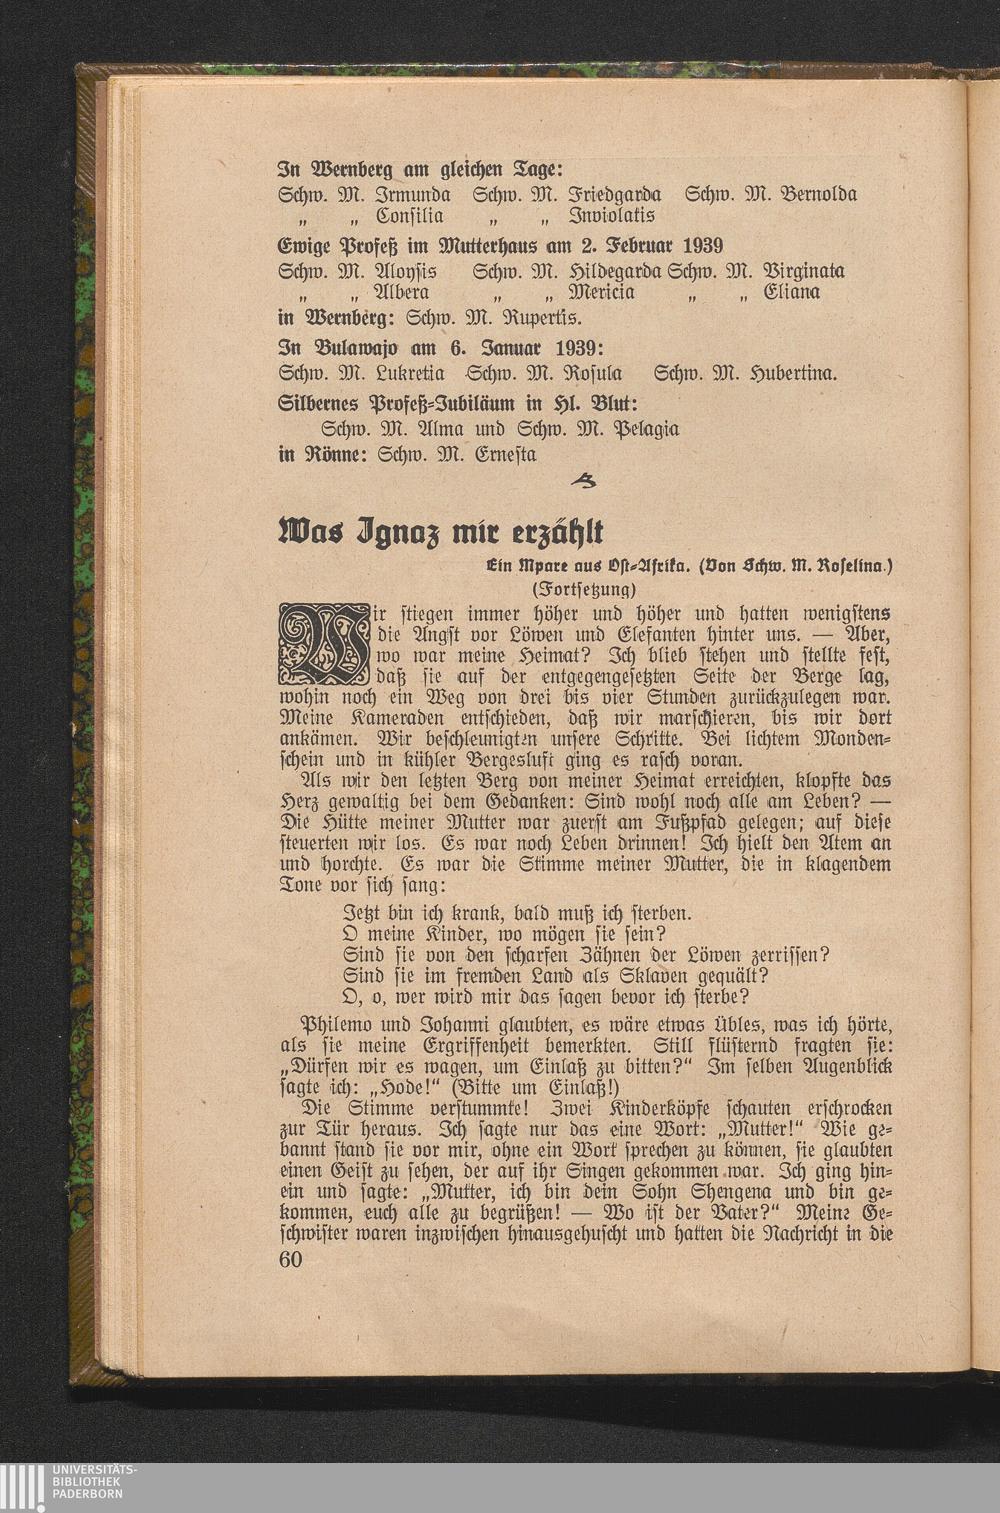 In Wernberg am gleichen Tage:
Schw. M. Irmunda Schw. M. Friedgarda Schw. M. Bernolda
„ „ Consilia „ „ Inviolatis
Ewige Profeß im Mutterhaus am 2. Februar 1939
Schw. M. Aloysis Schw. M. Hildegarda Schw. M. Virginata
„ „ Albera „ „ Mericia „ „ Eliana
in Wernberg: Schw. M. Rupertis.
In Bulawajo am 6. Januar 1939:
Schw. M. Lukretia Schw. M. Rosula Schw. M. Hubertina.
Silbernes Profeß-Jubiläum in Hl. Blut:
Schw. M. Alma und Schw. M. Pelagia
in Rönne: Schw. M. Ernesta
Was Ignaz mir erzählt
Ein Mpare aus Ost-Afrika. (Von Schw. M. Roselina.)
(Fortsetzung)
Wir stiegen immer höher und höher und hatten wenigstens
die Angst vor Löwen und Elefanten hinter uns. — Aber,
wo war meine Heimat? Ich blieb stehen und stellte fest,
daß sie auf der entgegengesetzten Seite der Berge lag,
wohin noch ein Weg von drei bis vier Stunden zurückzulegen war.
Meine Kameraden entschieden, daß wir marschieren, bis wir dort
ankämen. Wir beschleunigten unsere Schritte. Bei lichtem Monden-
schein und in kühler Bergesluft ging es rasch voran.
Als wir den letzten Berg von meiner Heimat erreichten, klopfte das
Herz gewaltig bei dem Gedanken: Sind wohl noch alle am Leben? —
Die Hütte meiner Mutter war zuerst am Fußpfad gelegen; auf diese
steuerten wir los. Es war noch Leben drinnen! Ich hielt den Atem an
und horchte. Es war die Stimme meiner Mutter, die in klagendem
Tone vor sich sang:
Jetzt bin ich krank, bald muß ich sterben.
O meine Kinder, wo mögen sie sein?
Sind sie von den scharfen Zähnen der Löwen zerrissen?
Sind sie im fremden Land als Sklaven gequält?
O, o, wer wird mir das sagen bevor ich sterbe?
Philemo und Johanni glaubten, es wäre etwas Übles, was ich hörte,
als sie meine Ergriffenheit bemerkten. Still flüsternd fragten sie:
„Dürfen wir es wagen, um Einlaß zu bitten?“ Im selben Augenblick
sagte ich: „Hode!“ (Bitte um Einlaß!)
Die Stimme verstummte! Zwei Kinderköpfe schauten erschrocken
zur Tür heraus. Ich sagte nur das eine Wort: „Mutter!“ Wie ge-
bannt stand sie vor mir, ohne ein Wort sprechen zu können, sie glaubten
einen Geist zu sehen, der auf ihr Singen gekommen war. Ich ging hin-
ein und sagte: „Mutter, ich bin dein Sohn Shengena und bin ge-
kommen, euch alle zu begrüßen! — Wo ist der Vater?“ Meine Ge-
schwister waren inzwischen hinausgehuscht und hatten die Nachricht in die
60
UNIVERSITÄTS-
BIBLIOTHEK
PADERBORN